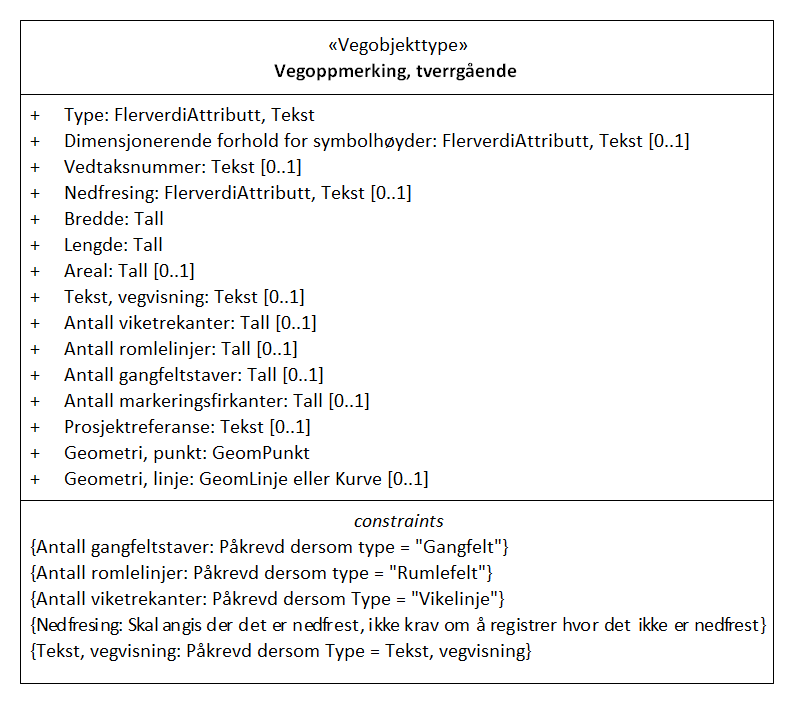 «Vegobjekttype»
Vegoppmerking, tverrgående
+ Type: FlerverdiAttributt, Tekst
+ Dimensjonerende forhold for symbolhøyder: FlerverdiAttributt, Tekst [0..1]
+ Vedtaksnummer: Tekst [0..1]
+ Nedfresing: FlerverdiAttributt, Tekst [0..1]
+ Bredde: Tall
+ Lengde: Tall
+ Areal: Tall [0..1]
+ Tekst, vegvisning: Tekst [0..1]
+ Antall viketrekanter: Tall [0..1]
+ Antall romlelinjer: Tall [0..1]
+ Antall gangfeltstaver: Tall [0..1]
+ Antall markeringsfirkanter: Tall [0..1]
+ Prosjektreferanse: Tekst [0..1]
+ Geometri, punkt: GeomPunkt
+ Geometri, linje: GeomLinje eller Kurve [0..1]
constraints
{Antall gangfeltstaver: Påkrevd dersom type = "Gangfelt"}
{Antall romlelinjer: Påkrevd dersom type = "Rumlefelt"}
{Antall viketrekanter: Påkrevd dersom Type = "Vikelinje"}
{Nedfresing: Skal angis der det er nedfrest, ikke krav om å registrer hvor det ikke er nedfrest}
{Tekst, vegvisning: Påkrevd dersom Type = Tekst, vegvisning}